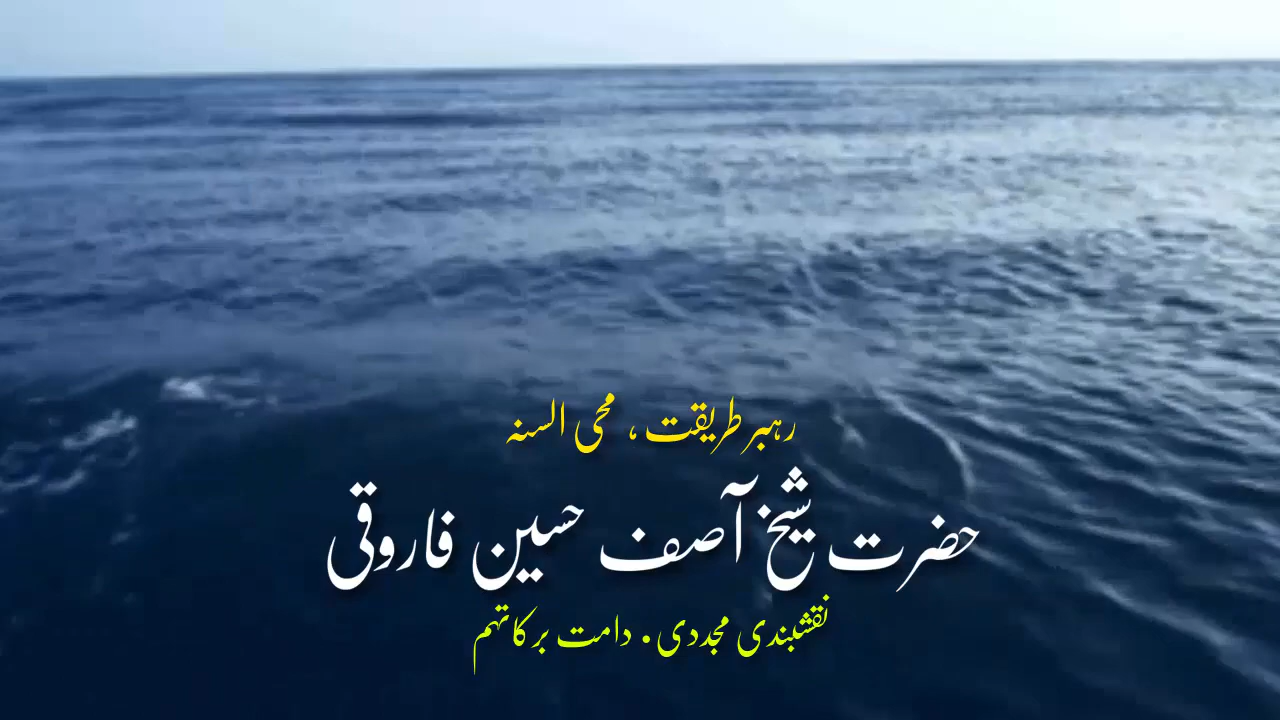 رہبر طریقت ، محی السنہ
حضرت شیخ آصف حسین فاروقی
نقشبندی مجددی . دامت برکاتہم